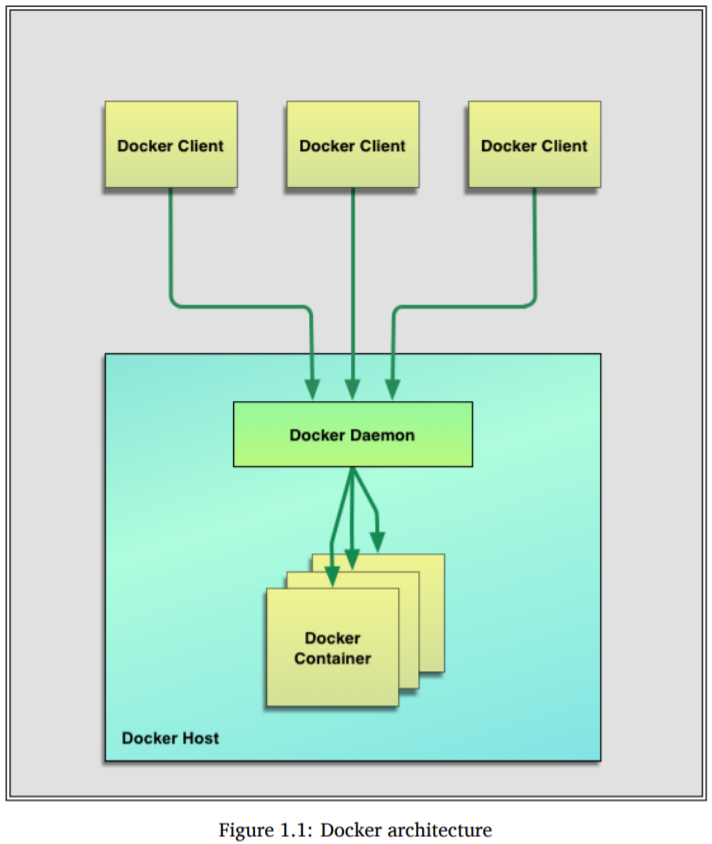 Docker Client
Docker Client
Docker Client
Docker Daemon
Docker
Container
Docker Host
Figure 1.1: Docker architecture